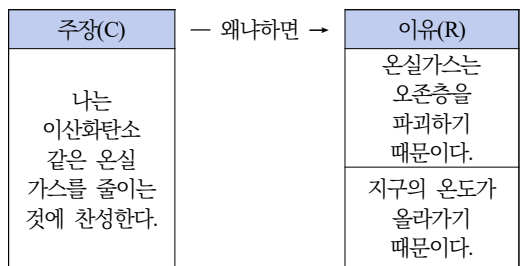 주장(C)
— 왜냐하면 →
이유(R)
나는
이산화탄소
같은 온실
가스를 줄이는
것에 찬성한다.
온실가스는
오존층을
파괴하기
때문이다.
지구의 온도가
올라가기
때문이다.